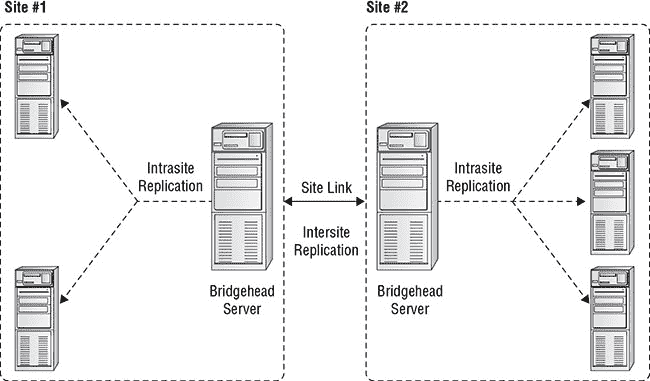 Site #1
Site #2
Intrasite
Replication
Site Link
Intersite
Replication
Intrasite
Replication
Bridgehead
Server
Bridgehead
Server